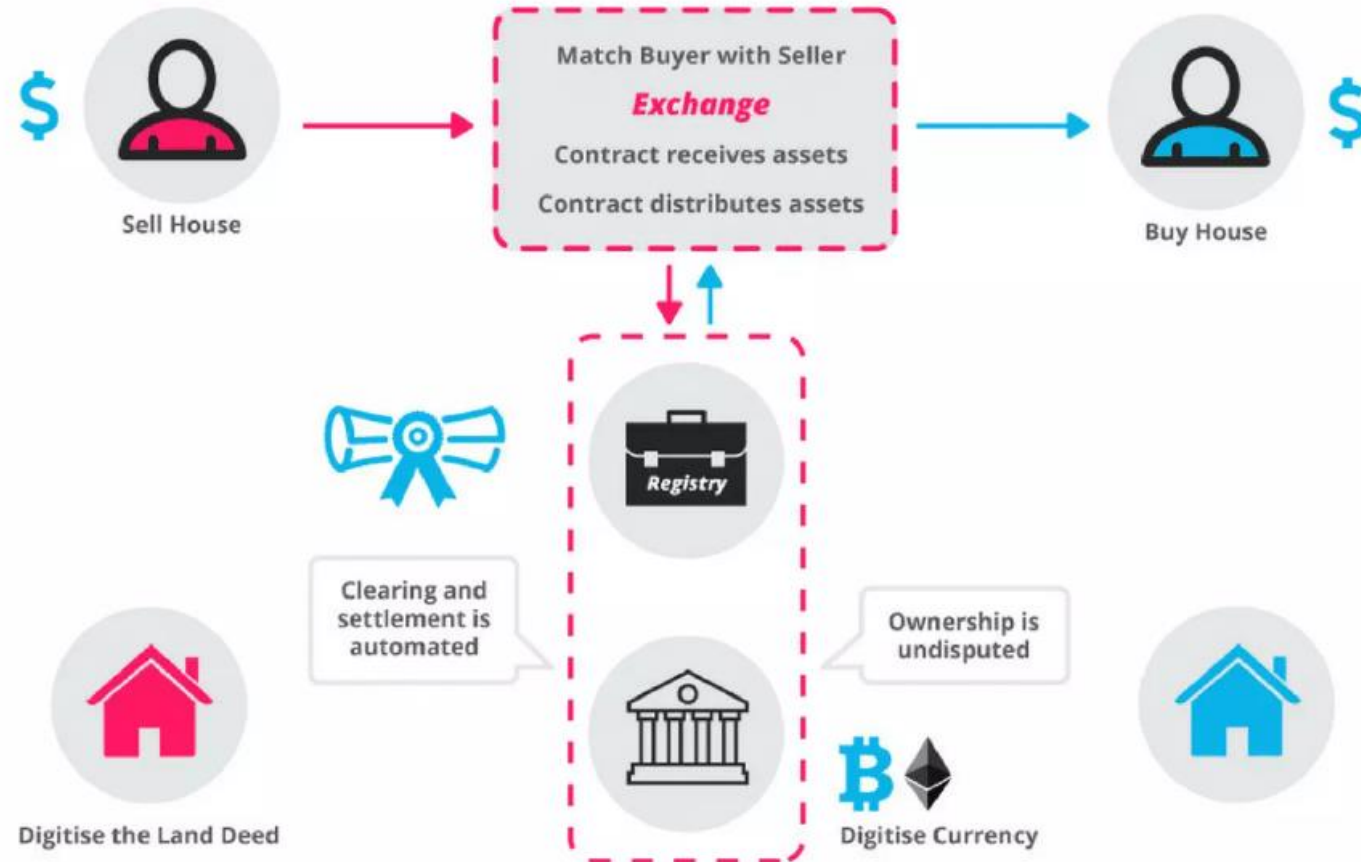 Match Buyer with Seller
Exchange
Contract receives assets
Contract distributes assets
$
$
Sell House
Buy House
Registry
Clearing and
settlement is
automated
Ownership is
undisputed
Digitise the Land Deed
Digitise Currency